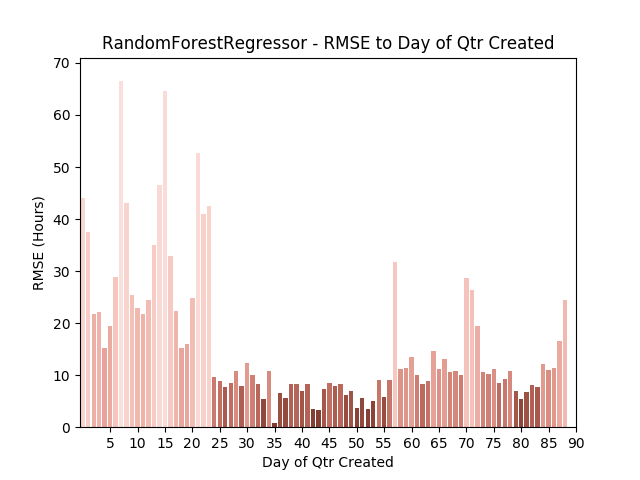 RandomForestRegressor - RMSE to Day of Qtr Created
70
60
50
40
30
20
10
0
RMSE (Hours)
5 10 15 20 25 30 35 40 45 50 55 60 65 70 75 80 85 90
Day of Qtr Created